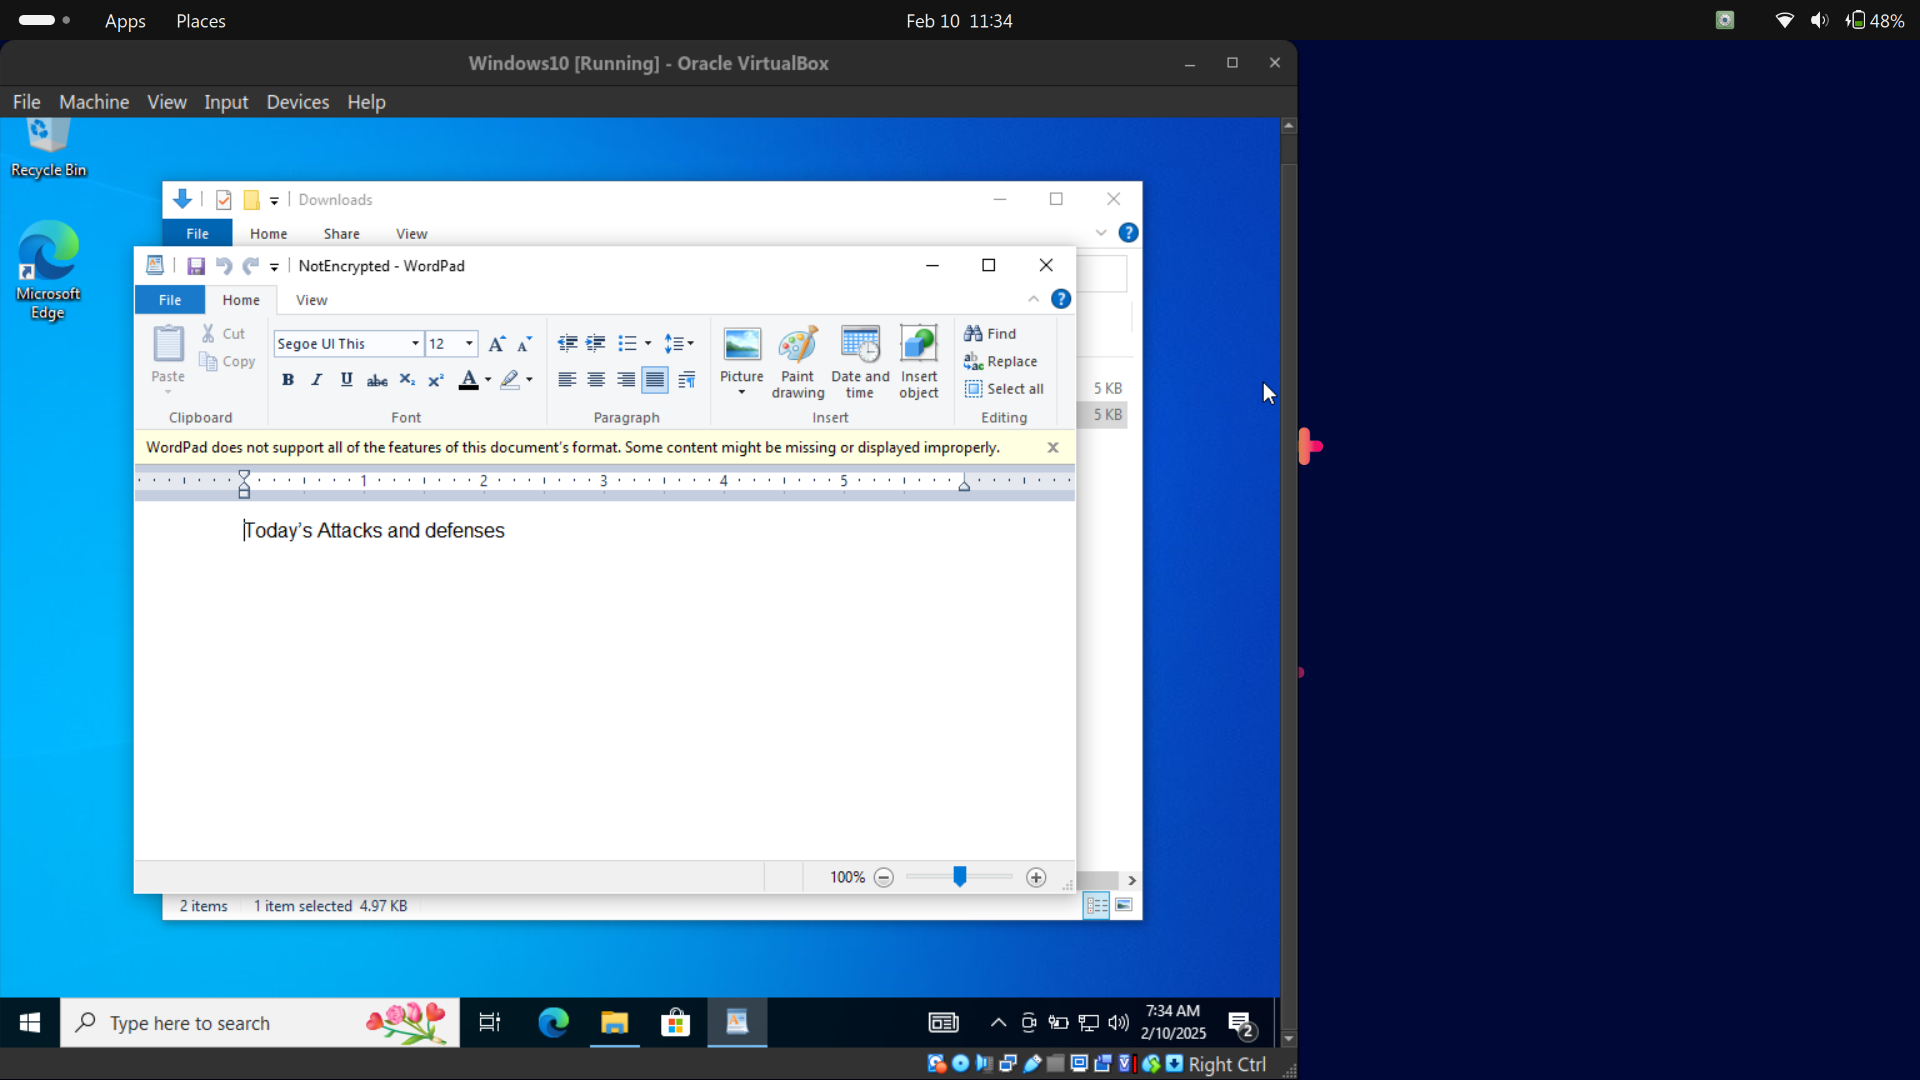 Apps Places Feb 10 11:34 48%
Windows10 [Running] - Oracle VirtualBox
File Machine View Input Devices Help
Recycle Bin
Downloads
File Home Share View
NotEncrypted - WordPad
Microsoft
Edge
File Home View
Cut
Copy
Paste
Clipboard
Segoe UI This 12
B I U abc X₂ X² A
Font
Paragraph
Picture
Paint
drawing
Date and
time
Insert
object
Insert
Find
Replace
Select all
Editing
5 KB
5 KB
WordPad does not support all of the features of this document's format. Some content might be missing or displayed improperly.
1 2 3 4 5
Today’s Attacks and defenses
100%
2 items 1 item selected 4.97 KB
Type here to search
7:34 AM
2/10/2025
2
Right Ctrl